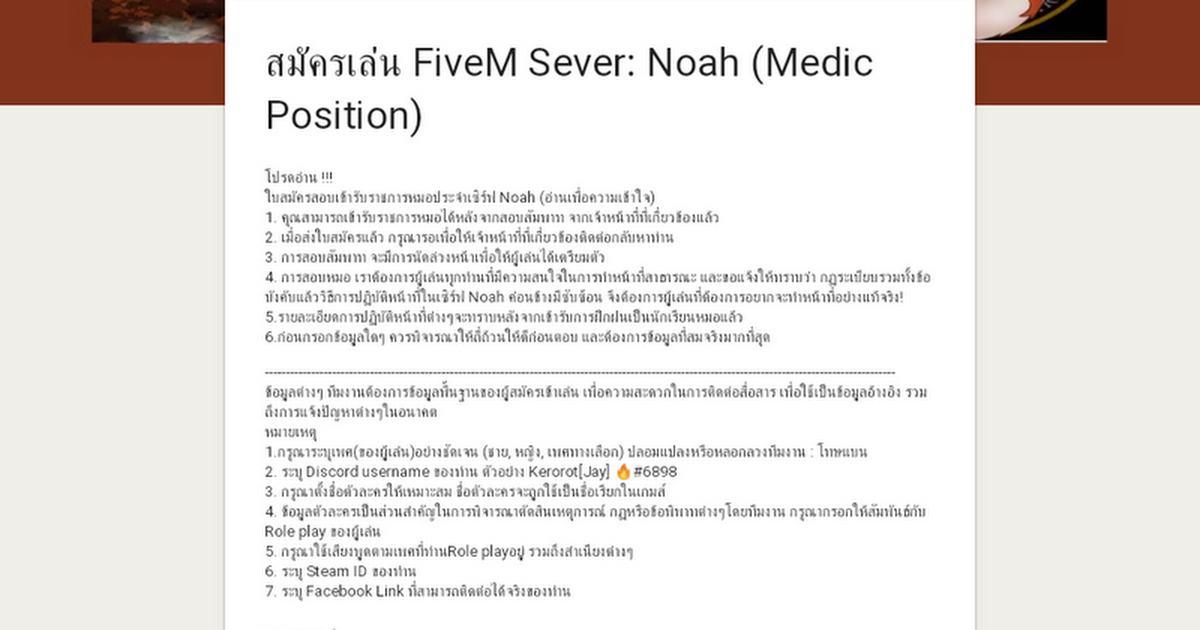 สมัครเล่น FiveM Sever: Noah (Medic
Position)
โปรดอ่าน !!!
ใบสมัครสอบเข้ารับราชการหมอประจำเซิร์ฟ Noah (อ่านเพื่อความเข้าใจ)
1. คุณสามารถเข้ารับราชการหมอได้หลังจากสอบสัมพาท จากเจ้าหน้าที่ที่เกี่ยวข้องแล้ว
2. เมื่อส่งใบสมัครแล้ว กรุณารอเพื่อให้เจ้าหน้าที่ที่เกี่ยวข้องติดต่อกลับหาท่าน
3. การสอบสัมพาท จะมีการนัดล่วงหน้าเพื่อให้ผู้เล่นได้เตรียมตัว
4. การสอบหมอ เราต้องการผู้เล่นทุกท่านที่มีความสนใจในการทำหน้าที่สาธารณะ และขอแจ้งให้ทราบว่า กฎระเบียบรวมทั้งข้อ
บังคับแล้ววิธีการปฏิบัติหน้าที่ในเซิร์ฟ Noah ค่อนข้างมีซับซ้อน จึงต้องการผู้เล่นที่ต้องการอยากจะทำหน้าที่อย่างแท้จริง!
5.รายละเอียดการปฏิบัติหน้าที่ต่างๆจะทราบหลังจากเข้ารับการฝึกฝนเป็นนักเรียนหมอแล้ว
6.ก่อนกรอกข้อมูลใดๆ ควรพิจารณาให้ถี่ถ้วนให้ดีก่อนตอบ และต้องการข้อมูลที่สมจริงมากที่สุด
ข้อมูลต่างๆ ทีมงานต้องการข้อมูลพื้นฐานของผู้สมัครเข้าเล่น เพื่อความสะดวกในการติดต่อสื่อสาร เพื่อใช้เป็นข้อมูลอ้างอิง รวม
ถึงการแจ้งปัญหาต่างๆในอนาคต
หมายเหตุ
1.กรุณาระบุเพศ(ของผู้เล่น)อย่างชัดเจน (ชาย, หญิง, เพศทางเลือก) ปลอมแปลงหรือหลอกลวงทีมงาน : โทษแบน
2. ระบุ Discord username ของท่าน ตัวอย่าง Kerorot[Jay] 🔥#6898
3. กรุณาตั้งชื่อตัวละครให้เหมาะสม ชื่อตัวละครจะถูกใช้เป็นชื่อเรียกในเกมส์
4. ข้อมูลตัวละครเป็นส่วนสำคัญในการพิจารณาตัดสินเหตุการณ์ กฎหรือข้อพิพาทต่างๆโดยทีมงาน กรุณากรอกให้สัมพันธ์กับ
Role play ของผู้เล่น
5. กรุณาใช้เสียงพูดตามเพศที่ท่านRole playอยู่ รวมถึงสำเนียงต่างๆ
6. ระบุ Steam ID ของท่าน
7. ระบุ Facebook Link ที่สามารถติดต่อได้จริงของท่าน